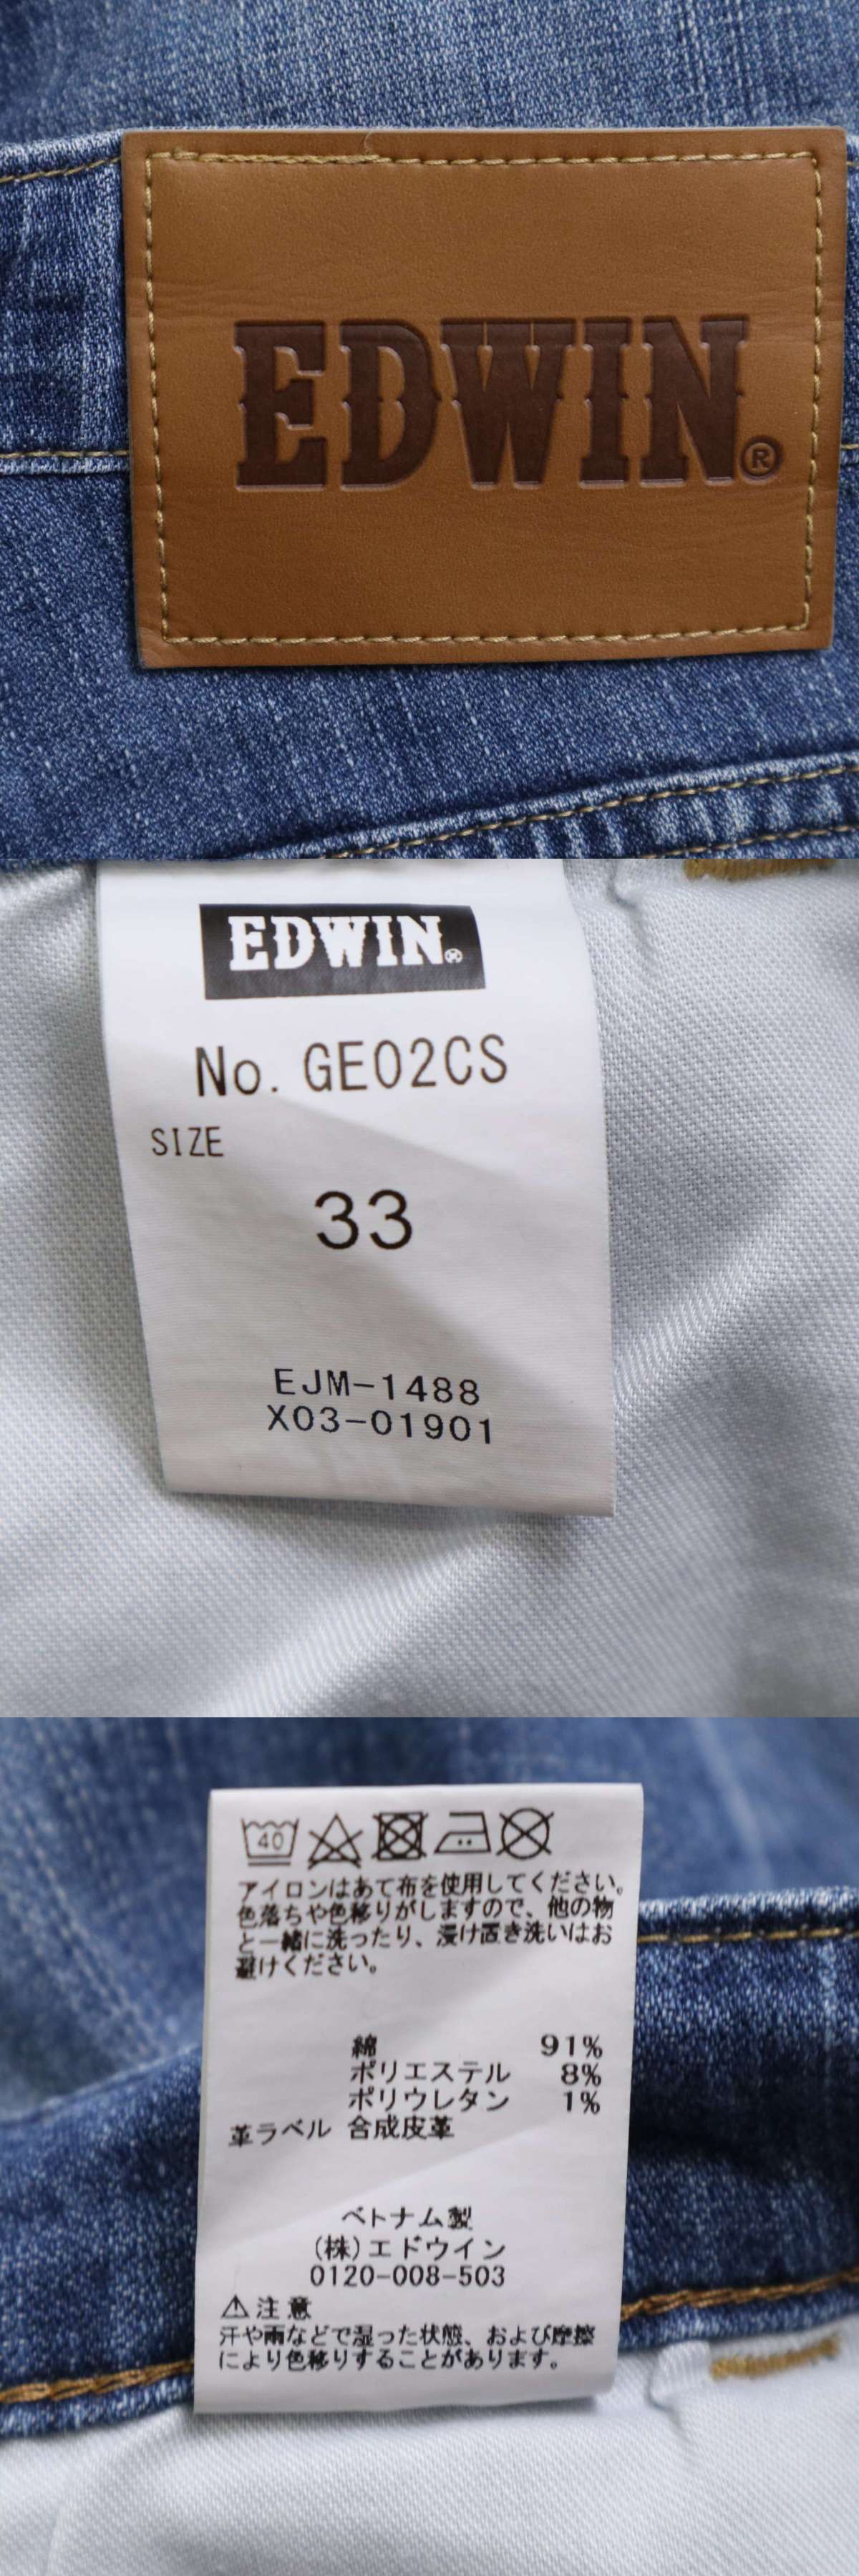 EDWIN®
EDWIN®
No. GE02CS
SIZE
33
EJM-1488
X03-01901
40
アイロンはあて布を使用してください。
色落ちや色移りがしますので、他の物
と一緒に洗ったり、浸け置き洗いはお
避けください。
綿 91%
ポリエステル 8%
ポリウレタン 1%
革ラベル 合成皮革
ベトナム製
(株)エドウイン
0120-008-503
⚠注意
汗や雨などで湿った状態、および摩擦
により色移りすることがあります。